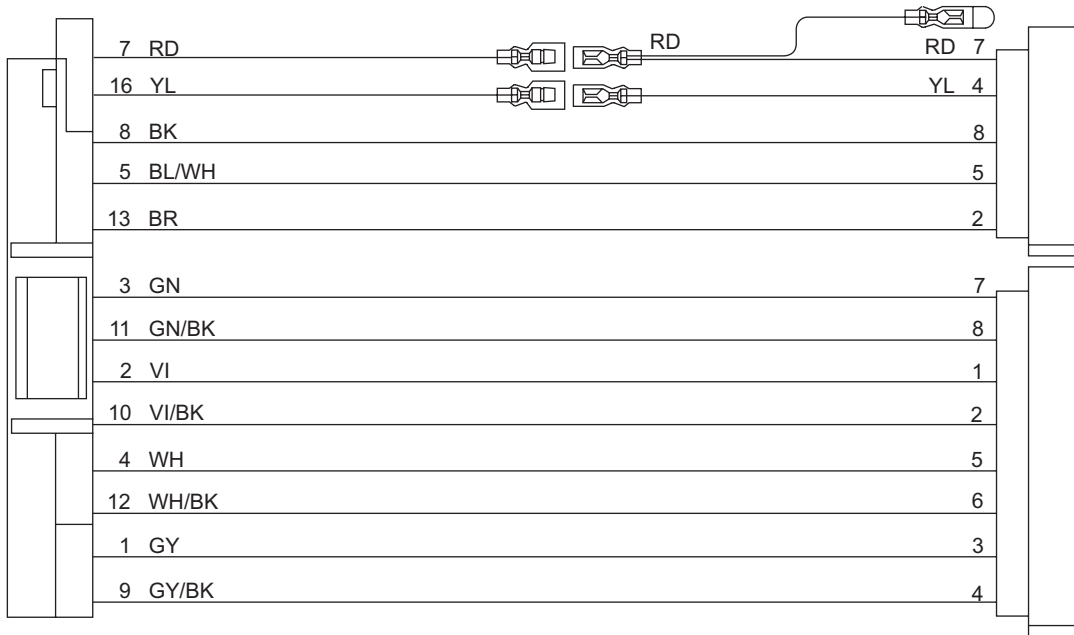 RD
7 RD RD 7
16 YL YL 4
8 BK 8
5 BL/WH 5
13 BR 2
3 GN 7
11 GN/BK 8
2 VI 1
10 VI/BK 2
4 WH 5
12 WH/BK 6
1 GY 3
9 GY/BK 4